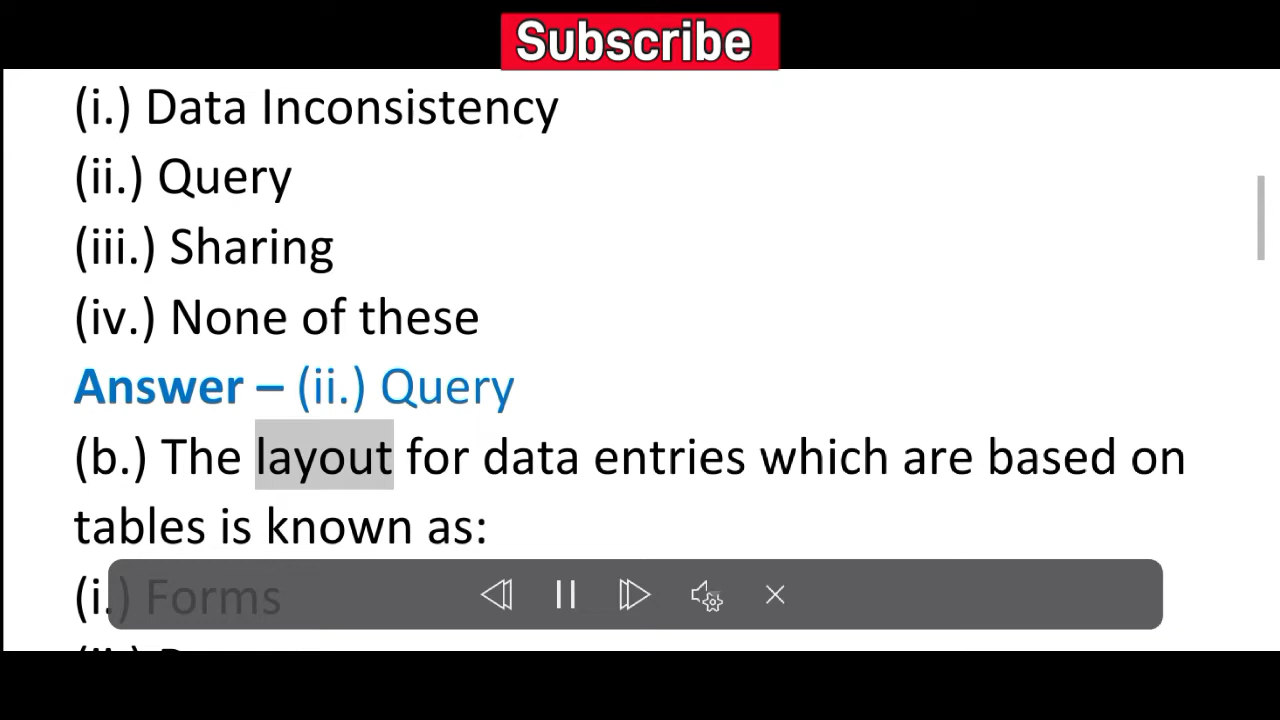 Subscribe
(i.) Data Inconsistency
(ii.) Query
(iii.) Sharing
(iv.) None of these
Answer – (ii.) Query
(b.) The layout for data entries which are based on
tables is known as:
(i.) Forms